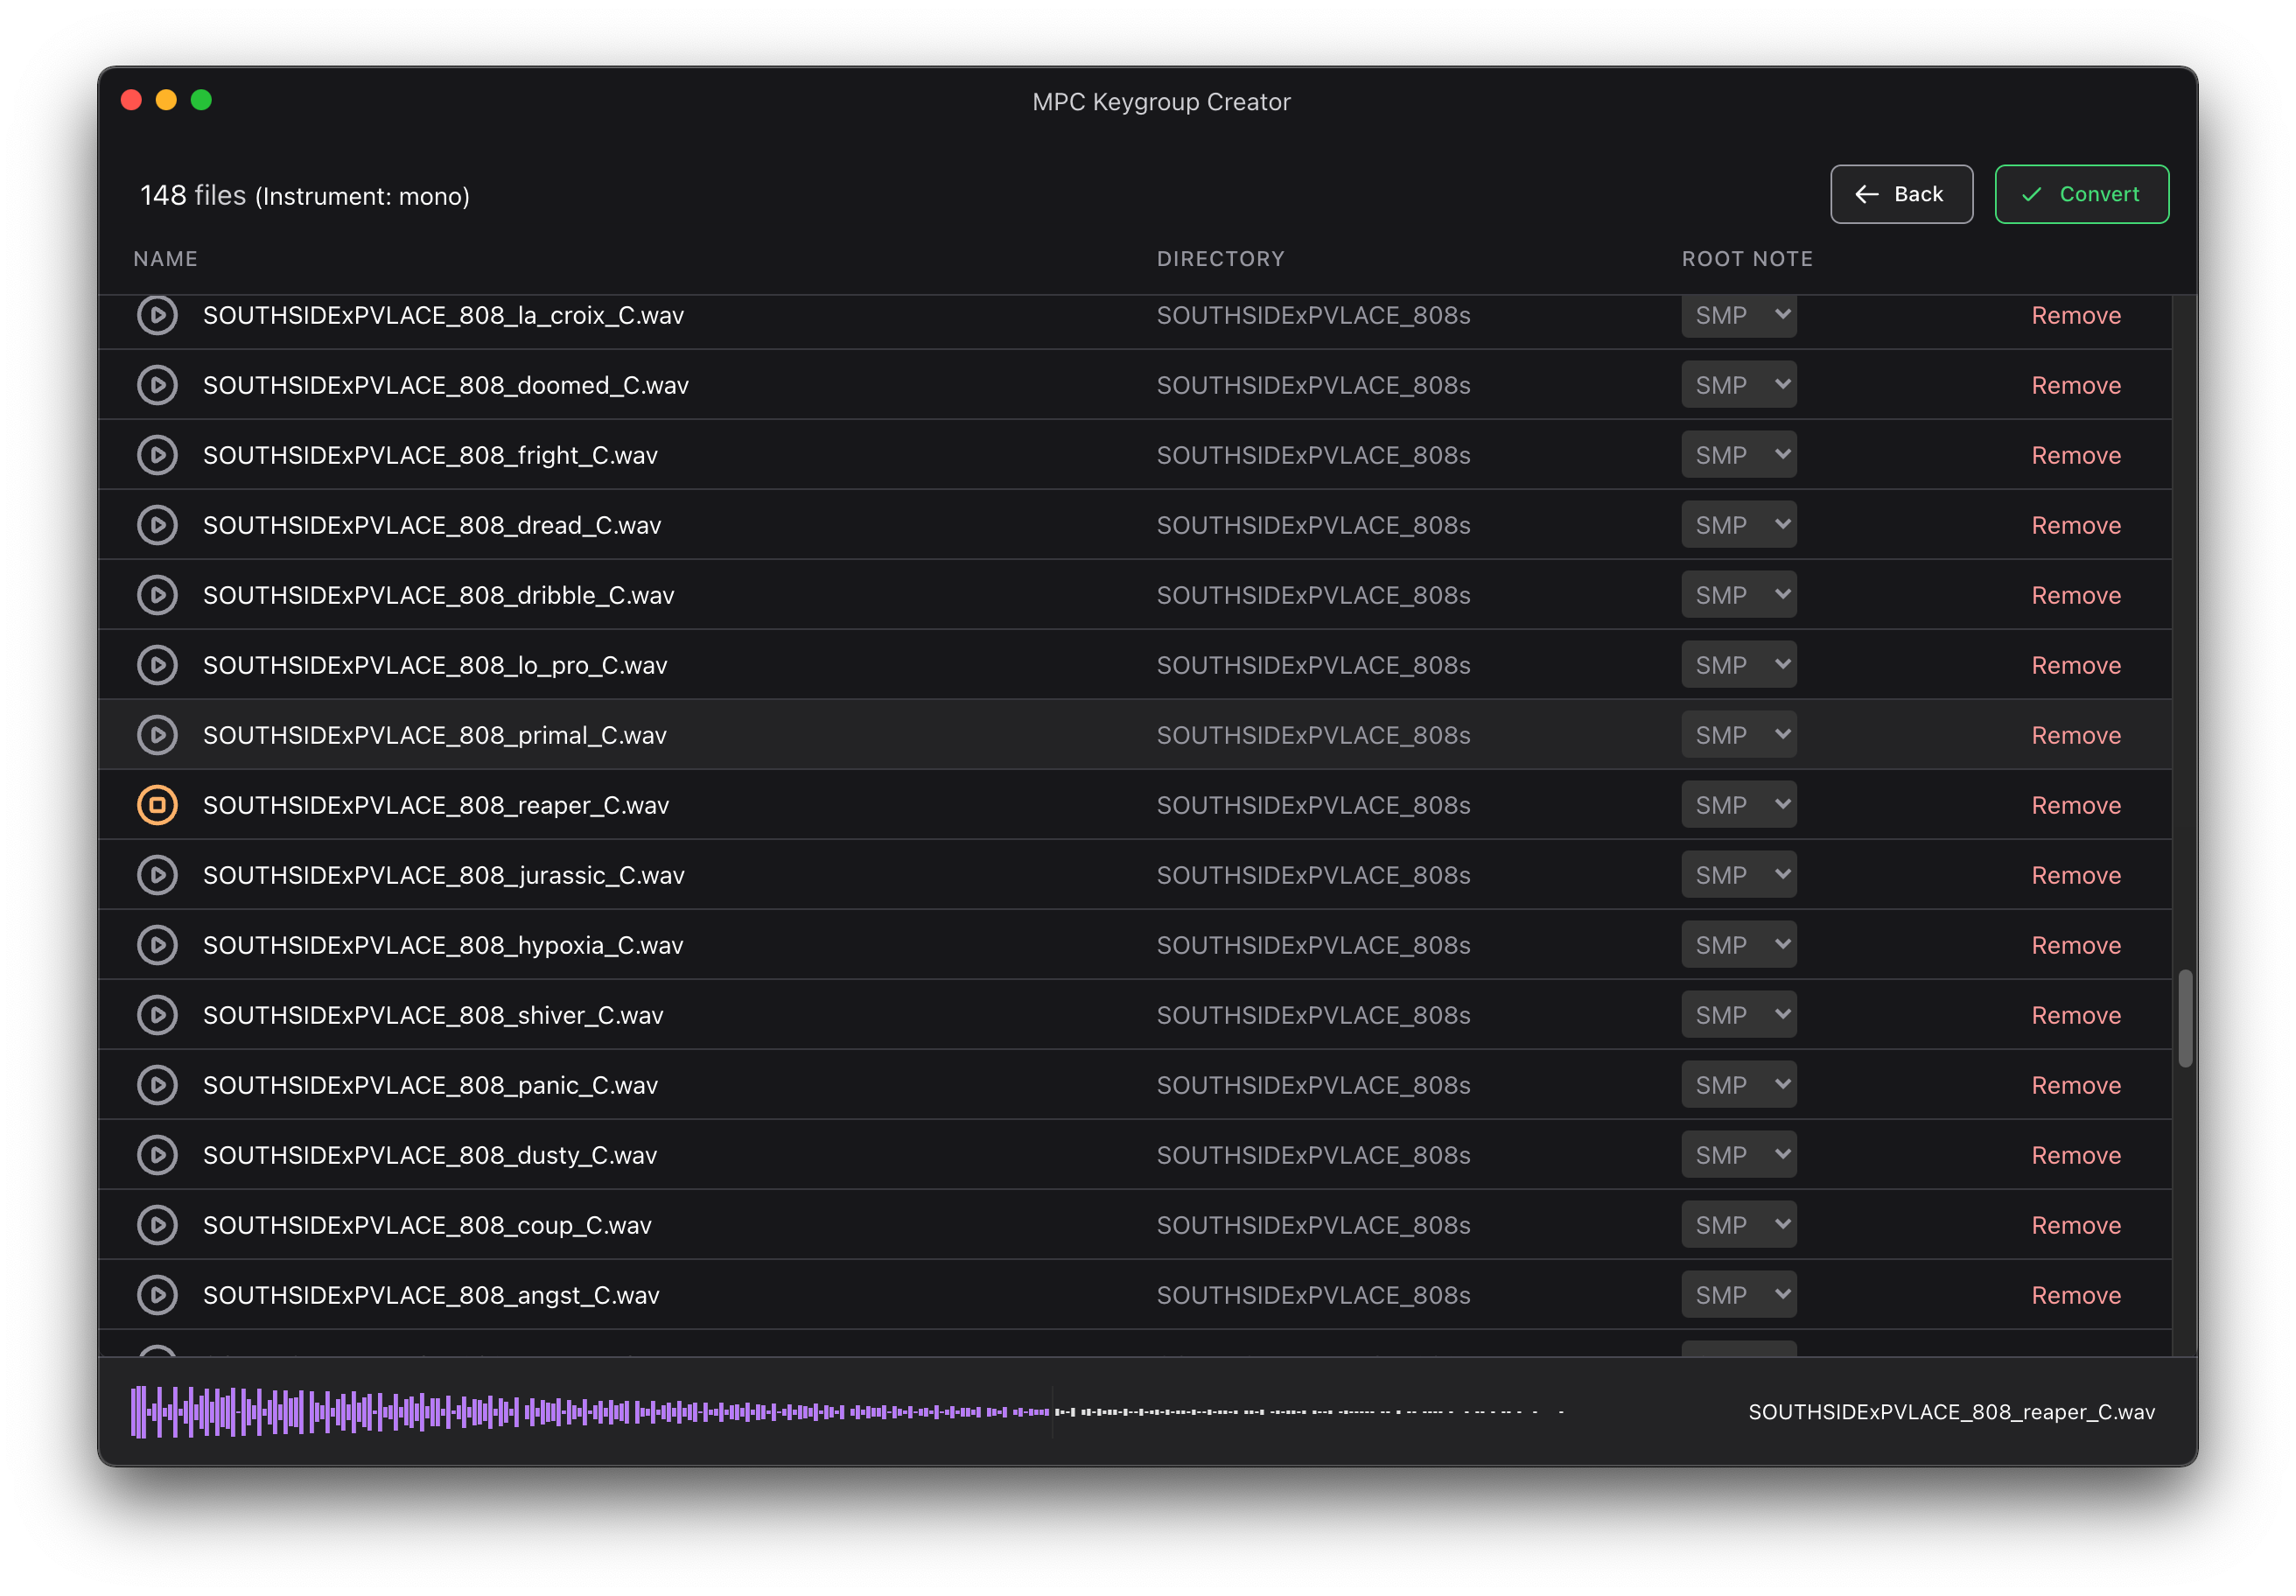 MPC Keygroup Creator
148 files (Instrument: mono)
Back
Convert
NAME DIRECTORY ROOT NOTE
SOUTHSIDExPVLACE_808_la_croix_C.wav SOUTHSIDExPVLACE_808s SMP Remove
SOUTHSIDExPVLACE_808_doomed_C.wav SOUTHSIDExPVLACE_808s SMP Remove
SOUTHSIDExPVLACE_808_fright_C.wav SOUTHSIDExPVLACE_808s SMP Remove
SOUTHSIDExPVLACE_808_dread_C.wav SOUTHSIDExPVLACE_808s SMP Remove
SOUTHSIDExPVLACE_808_dribble_C.wav SOUTHSIDExPVLACE_808s SMP Remove
SOUTHSIDExPVLACE_808_lo_pro_C.wav SOUTHSIDExPVLACE_808s SMP Remove
SOUTHSIDExPVLACE_808_primal_C.wav SOUTHSIDExPVLACE_808s SMP Remove
SOUTHSIDExPVLACE_808_reaper_C.wav SOUTHSIDExPVLACE_808s SMP Remove
SOUTHSIDExPVLACE_808_jurassic_C.wav SOUTHSIDExPVLACE_808s SMP Remove
SOUTHSIDExPVLACE_808_hypoxia_C.wav SOUTHSIDExPVLACE_808s SMP Remove
SOUTHSIDExPVLACE_808_shiver_C.wav SOUTHSIDExPVLACE_808s SMP Remove
SOUTHSIDExPVLACE_808_panic_C.wav SOUTHSIDExPVLACE_808s SMP Remove
SOUTHSIDExPVLACE_808_dusty_C.wav SOUTHSIDExPVLACE_808s SMP Remove
SOUTHSIDExPVLACE_808_coup_C.wav SOUTHSIDExPVLACE_808s SMP Remove
SOUTHSIDExPVLACE_808_angst_C.wav SOUTHSIDExPVLACE_808s SMP Remove
SOUTHSIDExPVLACE_808_reaper_C.wav